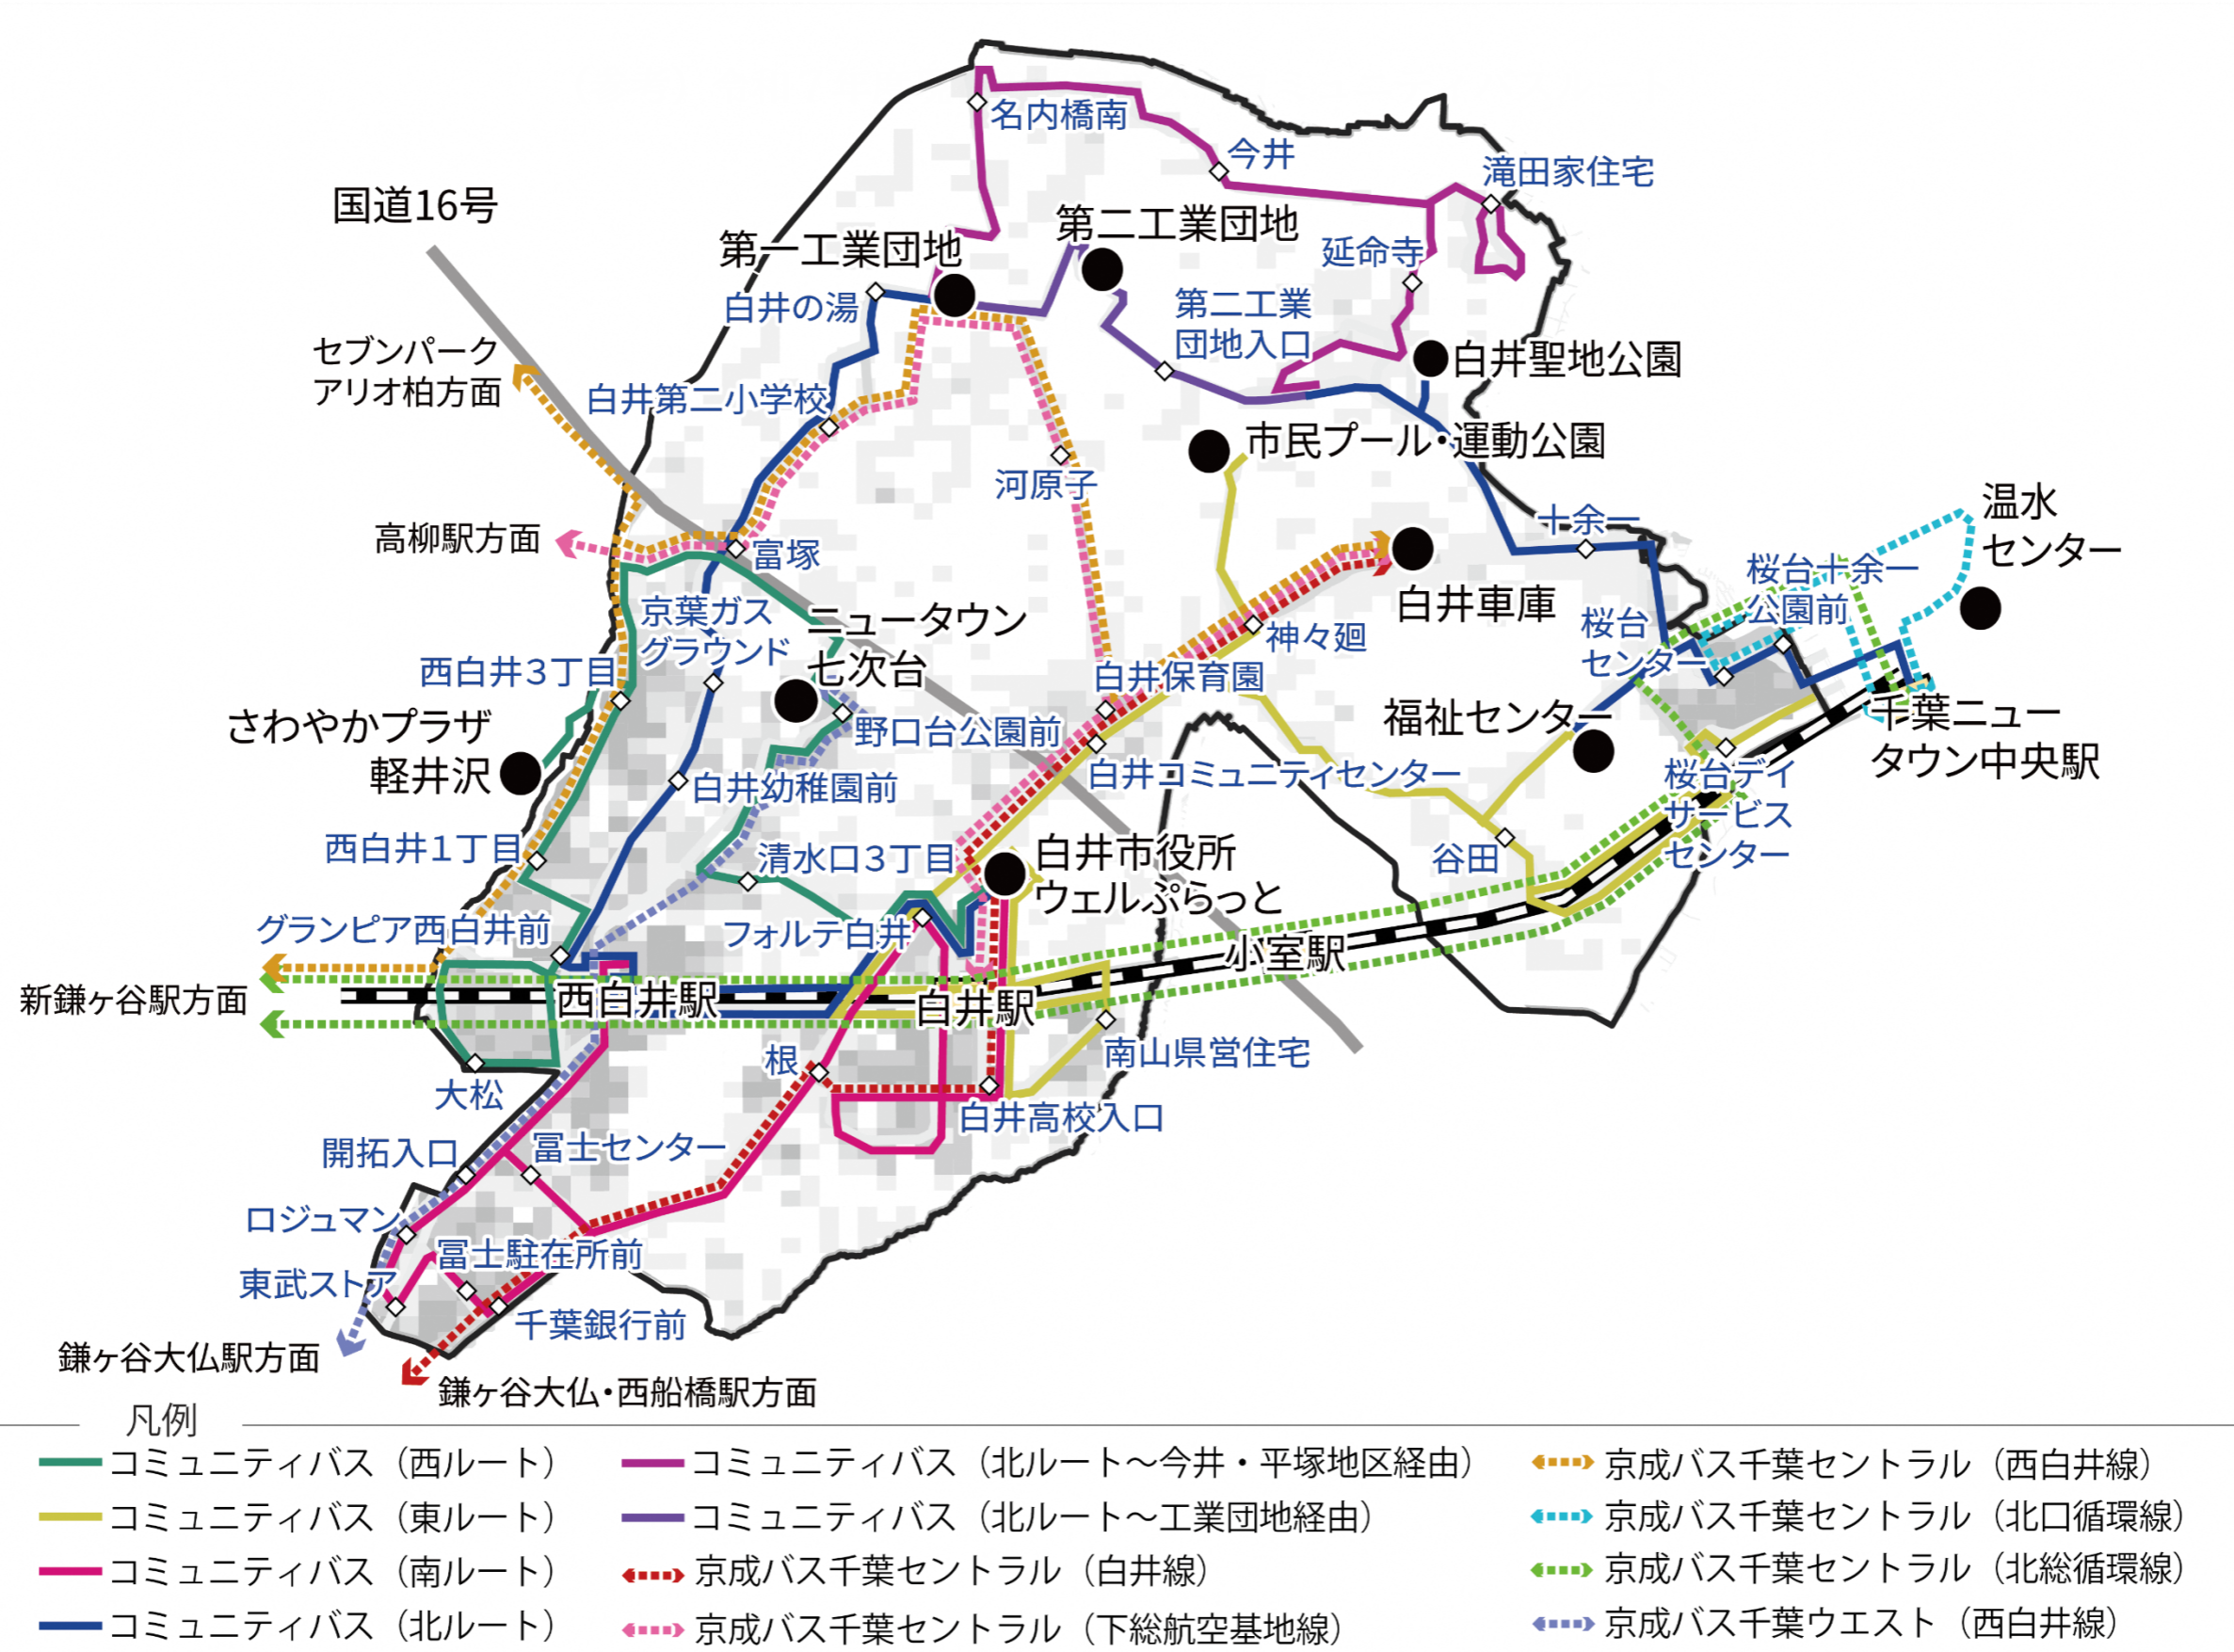 名内橋南
今井
滝田家住宅
国道16号
第一工業団地
第二工業団地
延命寺
白井の湯
第二工業
団地入口
セブンパーク
アリオ柏方面
白井聖地公園
白井第二小学校
市民プール・運動公園
河原子
温水
センター
高柳駅方面
富塚
十余一
桜台十余一
公園前
京葉ガス
グラウンド
ニュータウン
七次台
白井車庫
神々廻
桜台
センター
西白井3丁目
白井保育園
さわやかプラザ
軽井沢
野口台公園前
福祉センター
千葉ニュー
タウン中央駅
白井幼稚園前
白井コミュニティセンター
桜台デイ
サービス
センター
西白井1丁目
清水口3丁目
白井市役所
ウェルぷらっと
谷田
グランピア西白井前
フォルテ白井
小室駅
新鎌ヶ谷駅方面
西白井駅
白井駅
根
南山県営住宅
大松
白井高校入口
開拓入口
冨士センター
ロジュマン
冨士駐在所前
東武ストア
千葉銀行前
鎌ヶ谷大仏駅方面
鎌ヶ谷大仏・西船橋駅方面
凡例
コミュニティバス（西ルート）
コミュニティバス（東ルート）
コミュニティバス（南ルート）
コミュニティバス（北ルート）
コミュニティバス（北ルート～今井・平塚地区経由）
コミュニティバス（北ルート～工業団地経由）
京成バス千葉セントラル（白井線）
京成バス千葉セントラル（下総航空基地線）
京成バス千葉セントラル（西白井線）
京成バス千葉セントラル（北口循環線）
京成バス千葉セントラル（北総循環線）
京成バス千葉ウエスト（西白井線）